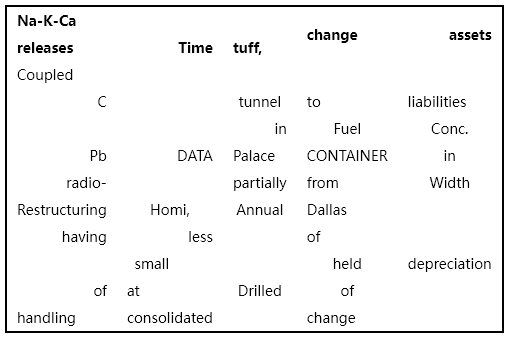 Na-K-Ca
releases Time tuff, change assets
Coupled
C tunnel to liabilities
in Fuel Conc.
Pb DATA Palace CONTAINER in
radio- partially from Width
Restructuring Homi, Annual Dallas
having less of
small held depreciation
of at Drilled of
handling consolidated change